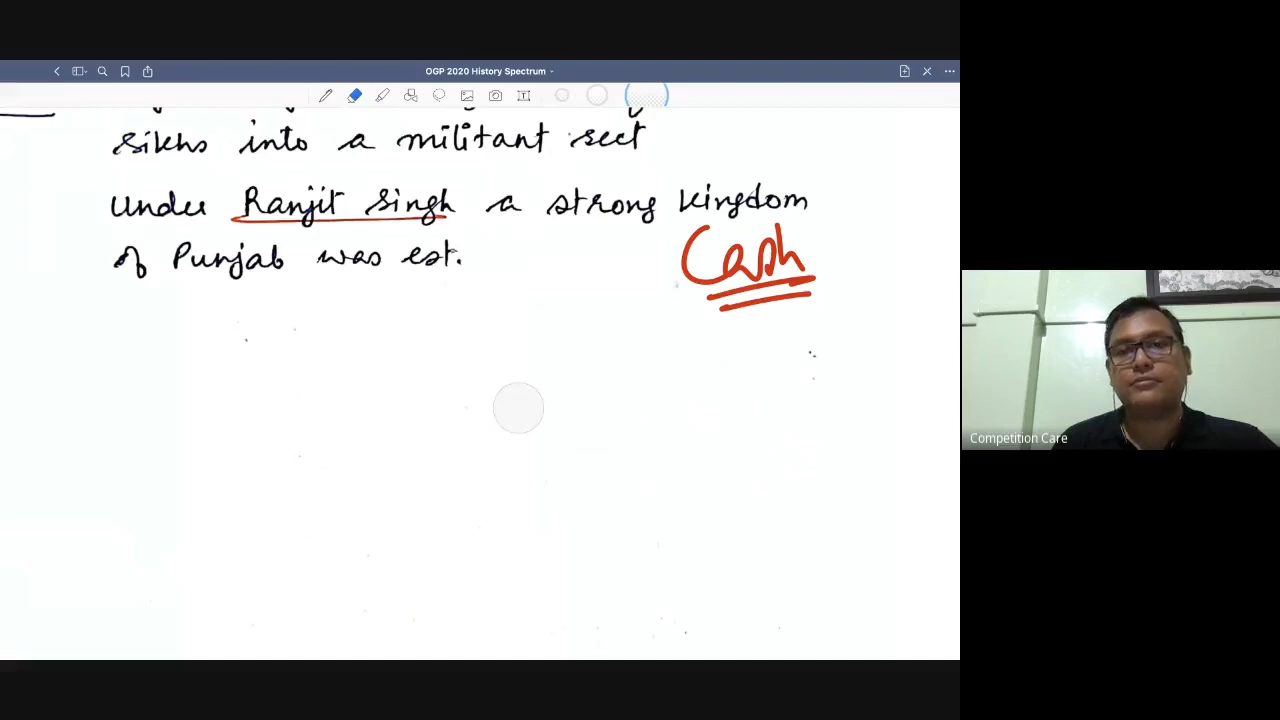 OGP 2020 History Spectrum
sikhs into a militant sect
Under Ranjit Singh a strong kingdom
of Punjab was est.
Cash
Competition Care